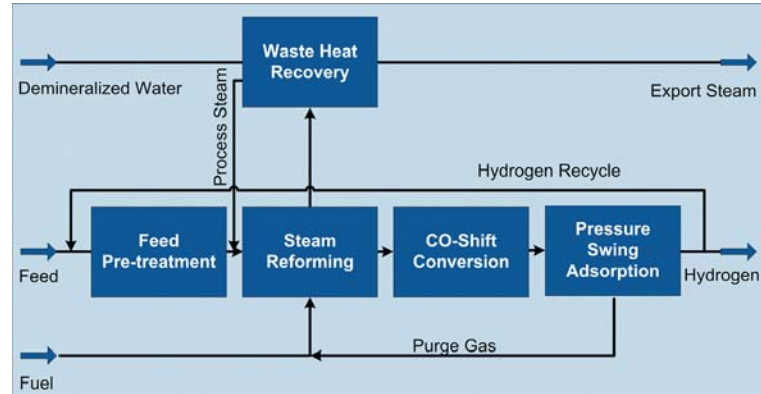 Waste Heat
Recovery
Demineralized Water
Export Steam
Process Steam
Hydrogen Recycle
Feed
Pre-treatment
Steam
Reforming
CO-Shift
Conversion
Pressure
Swing
Adsorption
Feed
Hydrogen
Purge Gas
Fuel